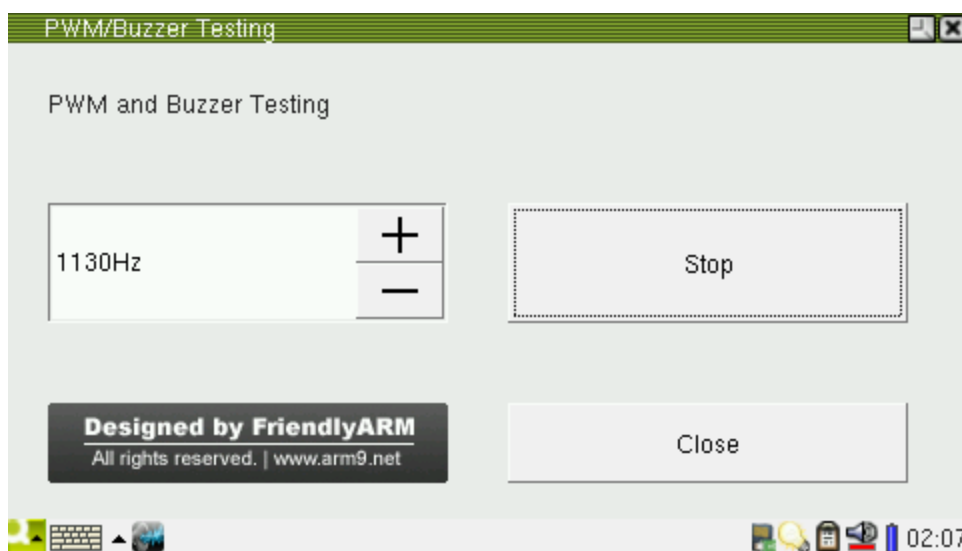 PWM/Buzzer Testing
PWM and Buzzer Testing
1130Hz
+
Stop
—
Designed by FriendlyARM
All rights reserved. | www.arm9.net
Close
02:07